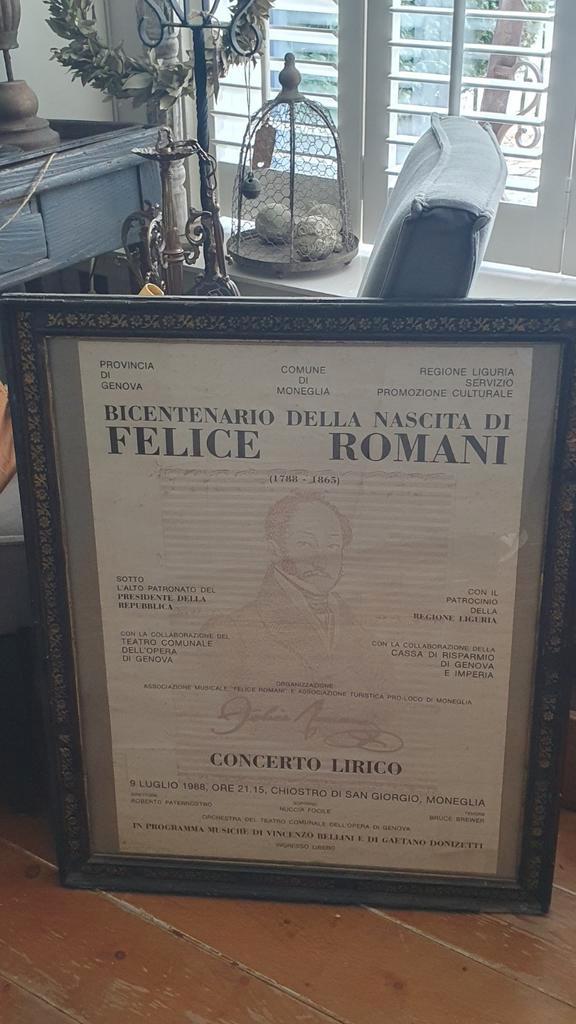 PROVINCIA
DI
GENOVA
COMUNE
DI
MONEGLIA
REGIONE LIGURIA
SERVIZIO
PROMOZIONE CULTURALE
BICENTENARIO DELLA NASCITA DI
FELICE ROMANI
(1788 - 1865)
SOTTO
L'ALTO PATRONATO DEL
PRESIDENTE DELLA
REPUBBLICA
CON IL
PATROCINIO
DELLA
REGIONE LIGURIA
CON LA COLLABORAZIONE DEL
TEATRO COMUNALE
DELL'OPERA
DI GENOVA
CON LA COLLABORAZIONE DELLA
CASSA DI RISPARMIO
DI GENOVA
E IMPERIA
ORGANIZZAZIONE
ASSOCIAZIONE MUSICALE "FELICE ROMANI" E ASSOCIAZIONE TURISTICA PRO-LOCO DI MONEGLIA
Felice Romani
CONCERTO LIRICO
9 LUGLIO 1988, ORE 21.15, CHIOSTRO DI SAN GIORGIO, MONEGLIA
DIRETTORE
ROBERTO PATERNOSTRO
SOPRANO
NUCCIA FOCILE
TENORE
BRUCE BREWER
ORCHESTRA DEL TEATRO COMUNALE DELL'OPERA DI GENOVA
IN PROGRAMMA MUSICHE DI VINCENZO BELLINI E DI GAETANO DONIZETTI
INGRESSO LIBERO